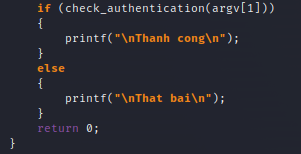 if (check_authentication(argv[1]))
{
printf("\nThanh cong\n");
}
else
{
printf("\nThat bai\n");
}
return 0;
}